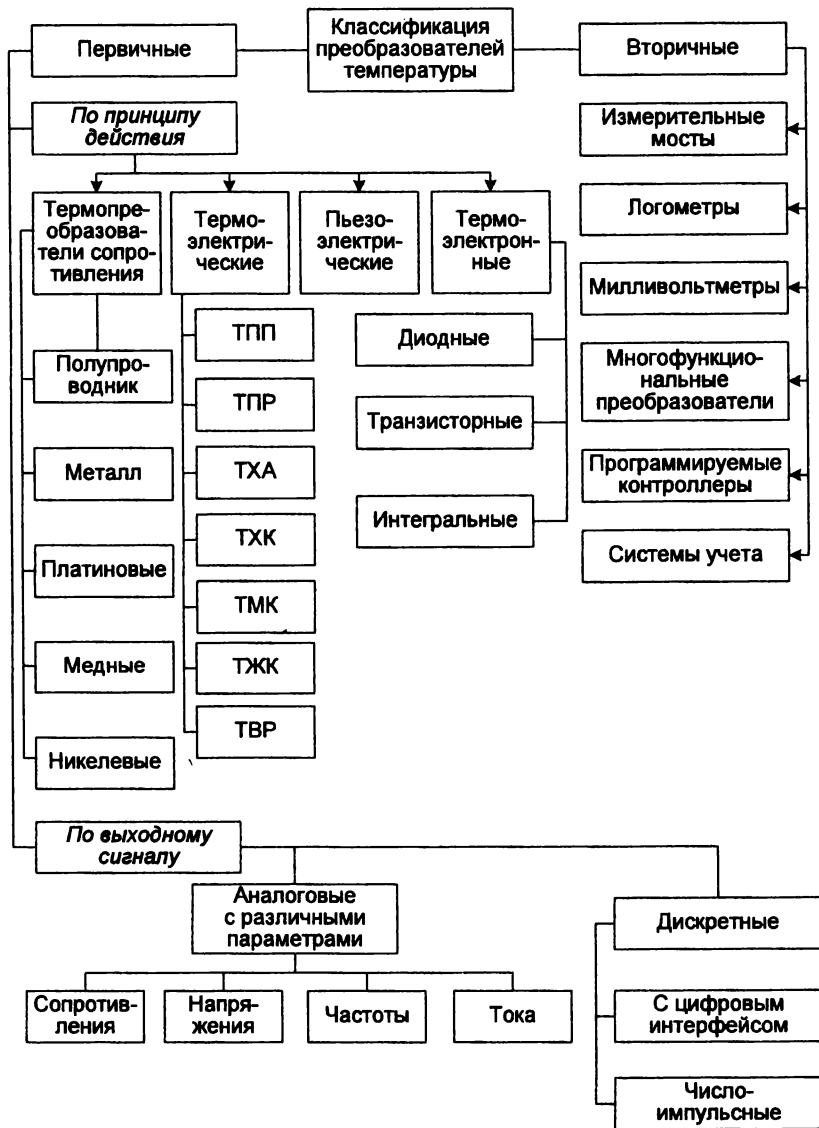 Классификация
преобразователей
температуры
Первичные
Вторичные
По принципу
действия
Измерительные
мосты
Логометры
Милливольтметры
Многофункцио-
нальные
преобразователи
Программируемые
контроллеры
Системы учета
Термопре-
образова-
тели сопро-
тивления
Термо-
электри-
ческие
Пьезо-
электри-
ческие
Термо-
электрон-
ные
Полупро-
водник
Металл
Платиновые
Медные
Никелевые
ТПП
ТПР
ТХА
ТХК
ТМК
ТЖК
ТВР
Диодные
Транзисторные
Интегральные
По выходному
сигналу
Аналоговые
с различными
параметрами
Сопротив-
ления
Напря-
жения
Частоты
Тока
Дискретные
С цифровым
интерфейсом
Число-
импульсные